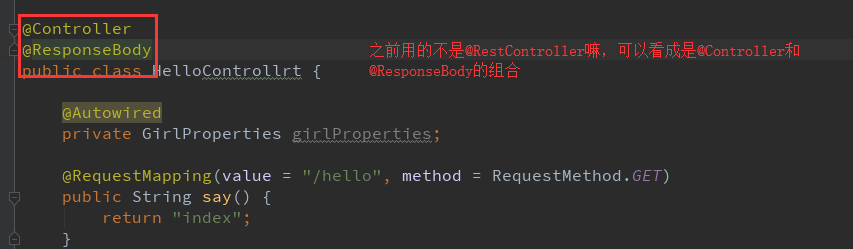 @Controller
@ResponseBody
之前用的不是@RestController嘛，可以看成是@Controller和
@ResponseBody的组合
public class HelloControllrt {
@Autowired
private GirlProperties girlProperties;
@RequestMapping(value = "/hello", method = RequestMethod.GET)
public String say() {
return "index";
}